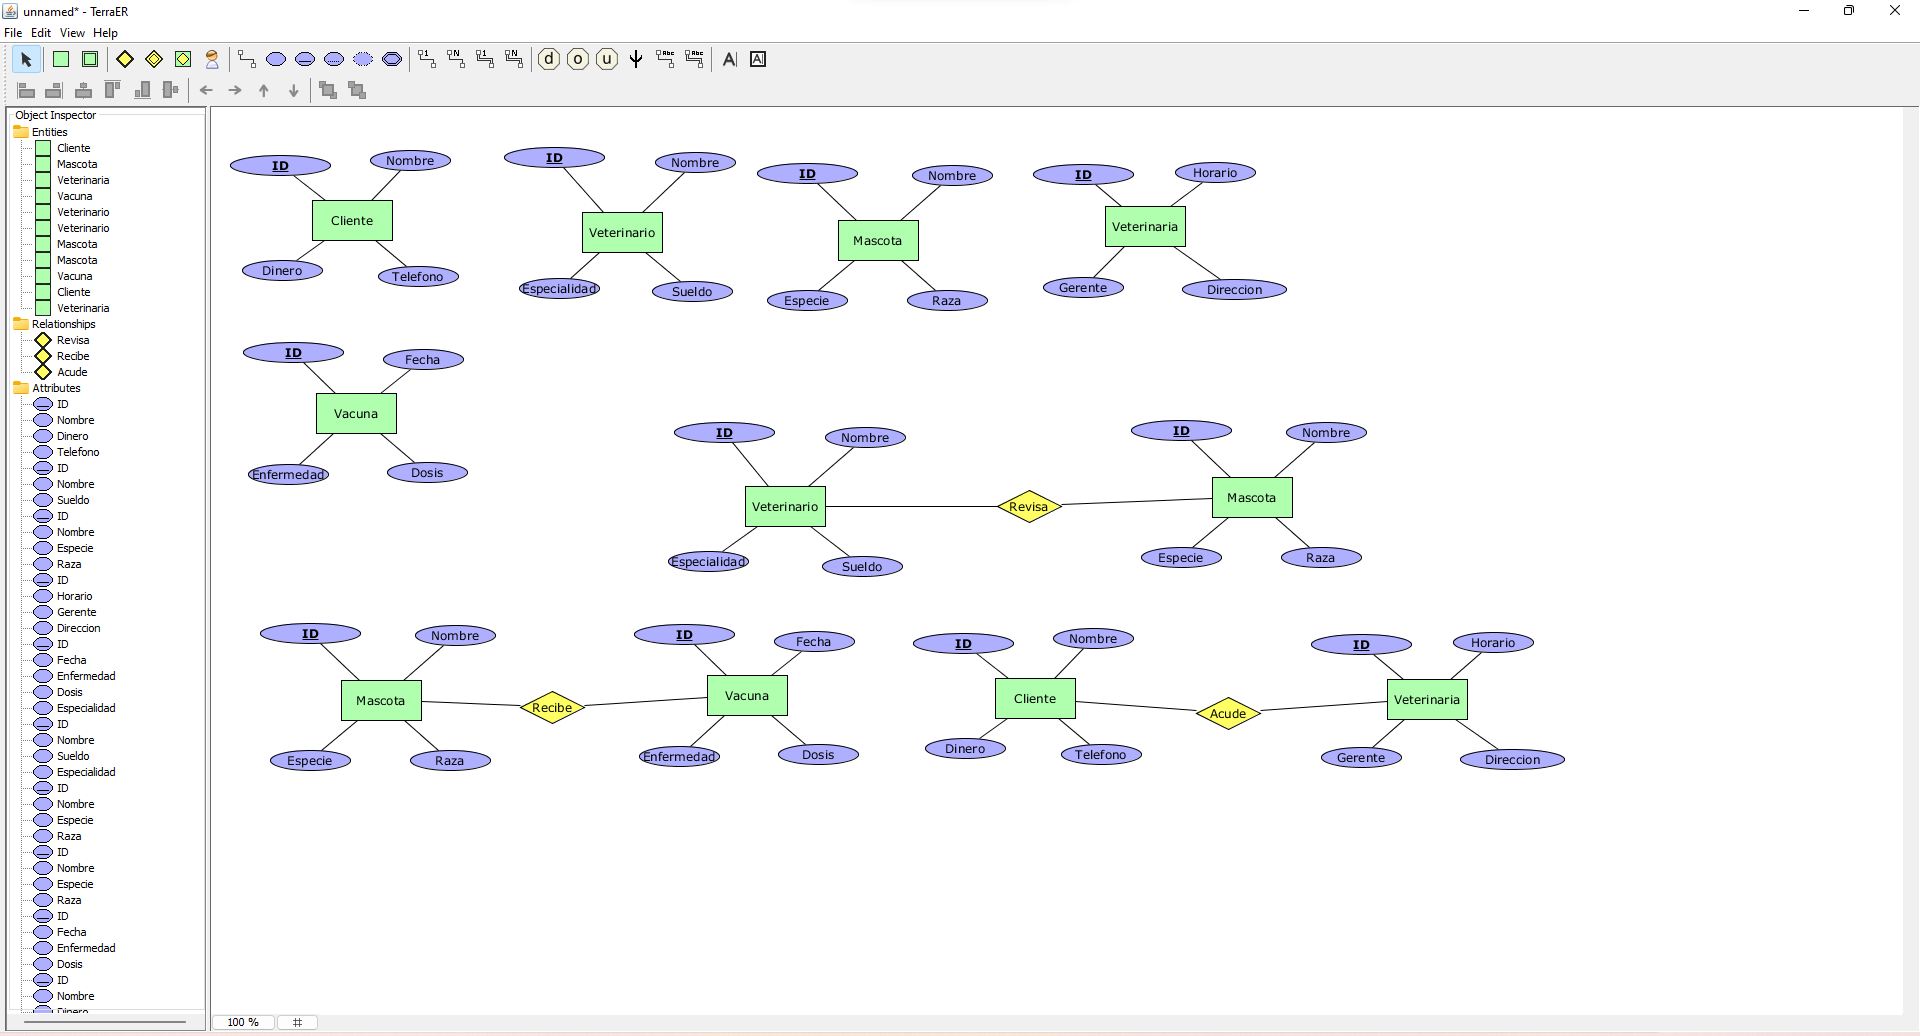 unnamed* - TerraER
File Edit View Help
1 N 1 N d o u Abc Abc A A
Object Inspector
Entities
Cliente
Mascota
Veterinaria
Vacuna
Veterinario
Veterinario
Mascota
Mascota
Vacuna
Cliente
Veterinaria
Relationships
Revisa
Recibe
Acude
Attributes
ID
Nombre
Dinero
Telefono
ID
Nombre
Sueldo
ID
Nombre
Especie
Raza
ID
Horario
Gerente
Direccion
ID
Fecha
Enfermedad
Dosis
Especialidad
ID
Nombre
Sueldo
Especialidad
ID
Nombre
Especie
Raza
ID
Nombre
Especie
Raza
ID
Fecha
Enfermedad
Dosis
ID
Nombre
Dinero
ID
Nombre
Cliente
Dinero
Telefono
ID
Nombre
Veterinario
Especialidad
Sueldo
ID
Nombre
Mascota
Especie
Raza
ID
Horario
Veterinaria
Gerente
Direccion
ID
Fecha
Vacuna
Enfermedad
Dosis
ID
Nombre
Veterinario
Especialidad
Sueldo
Revisa
ID
Nombre
Mascota
Especie
Raza
ID
Nombre
Mascota
Especie
Raza
Recibe
ID
Fecha
Vacuna
Enfermedad
Dosis
ID
Nombre
Cliente
Dinero
Telefono
Acude
ID
Horario
Veterinaria
Gerente
Direccion
100 %